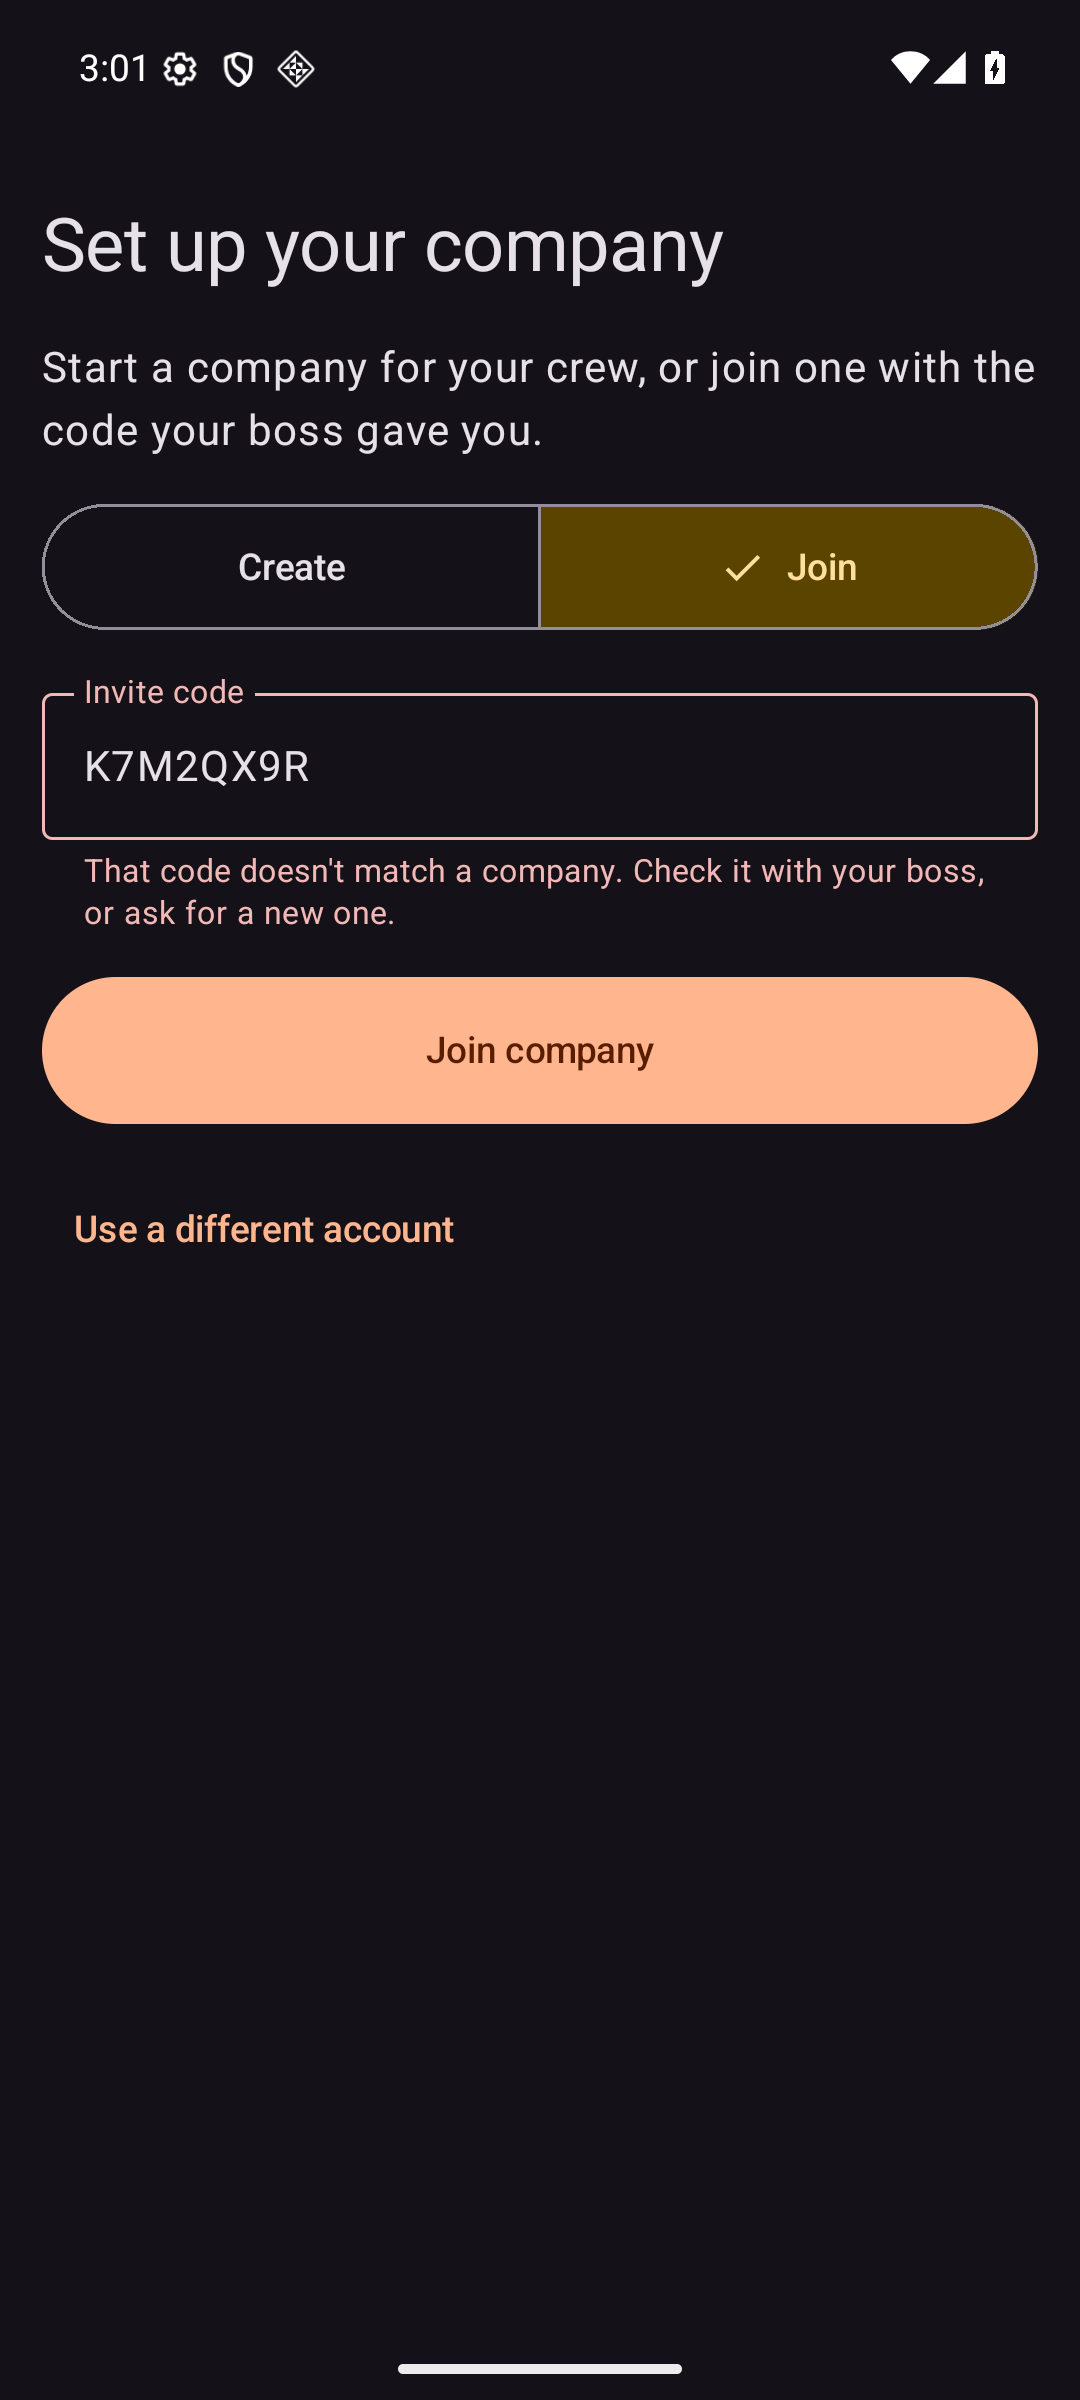 3:01
Set up your company
Start a company for your crew, or join one with the
code your boss gave you.
Create
Join
Invite code
K7M2QX9R
That code doesn't match a company. Check it with your boss,
or ask for a new one.
Join company
Use a different account